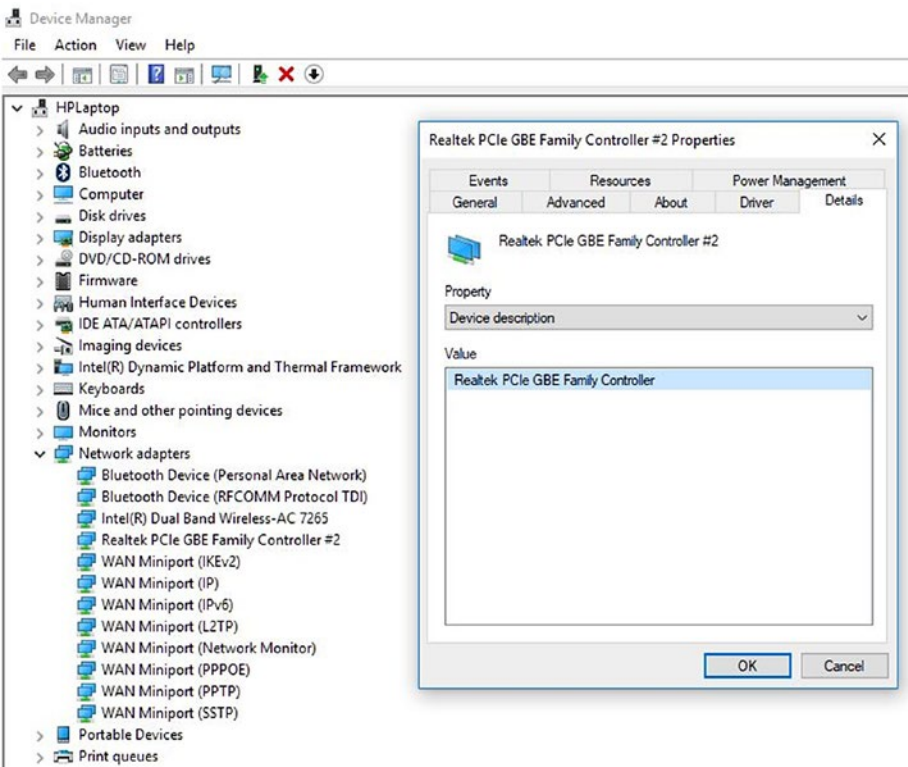 Device Manager
File Action View Help
HPLaptop
Audio inputs and outputs
Batteries
Bluetooth
Computer
Disk drives
Display adapters
DVD/CD-ROM drives
Firmware
Human Interface Devices
IDE ATA/ATAPI controllers
Imaging devices
Intel(R) Dynamic Platform and Thermal Framework
Keyboards
Mice and other pointing devices
Monitors
Network adapters
Bluetooth Device (Personal Area Network)
Bluetooth Device (RFCOMM Protocol TDI)
Intel(R) Dual Band Wireless-AC 7265
Realtek PCIe GBE Family Controller #2
WAN Miniport (IKEv2)
WAN Miniport (IP)
WAN Miniport (IPv6)
WAN Miniport (L2TP)
WAN Miniport (Network Monitor)
WAN Miniport (PPPOE)
WAN Miniport (PPTP)
WAN Miniport (SSTP)
Portable Devices
Print queues
Realtek PCIe GBE Family Controller #2 Properties
Events Resources Power Management
General Advanced About Driver Details
Realtek PCIe GBE Family Controller #2
Property
Device description
Value
Realtek PCIe GBE Family Controller
OK Cancel